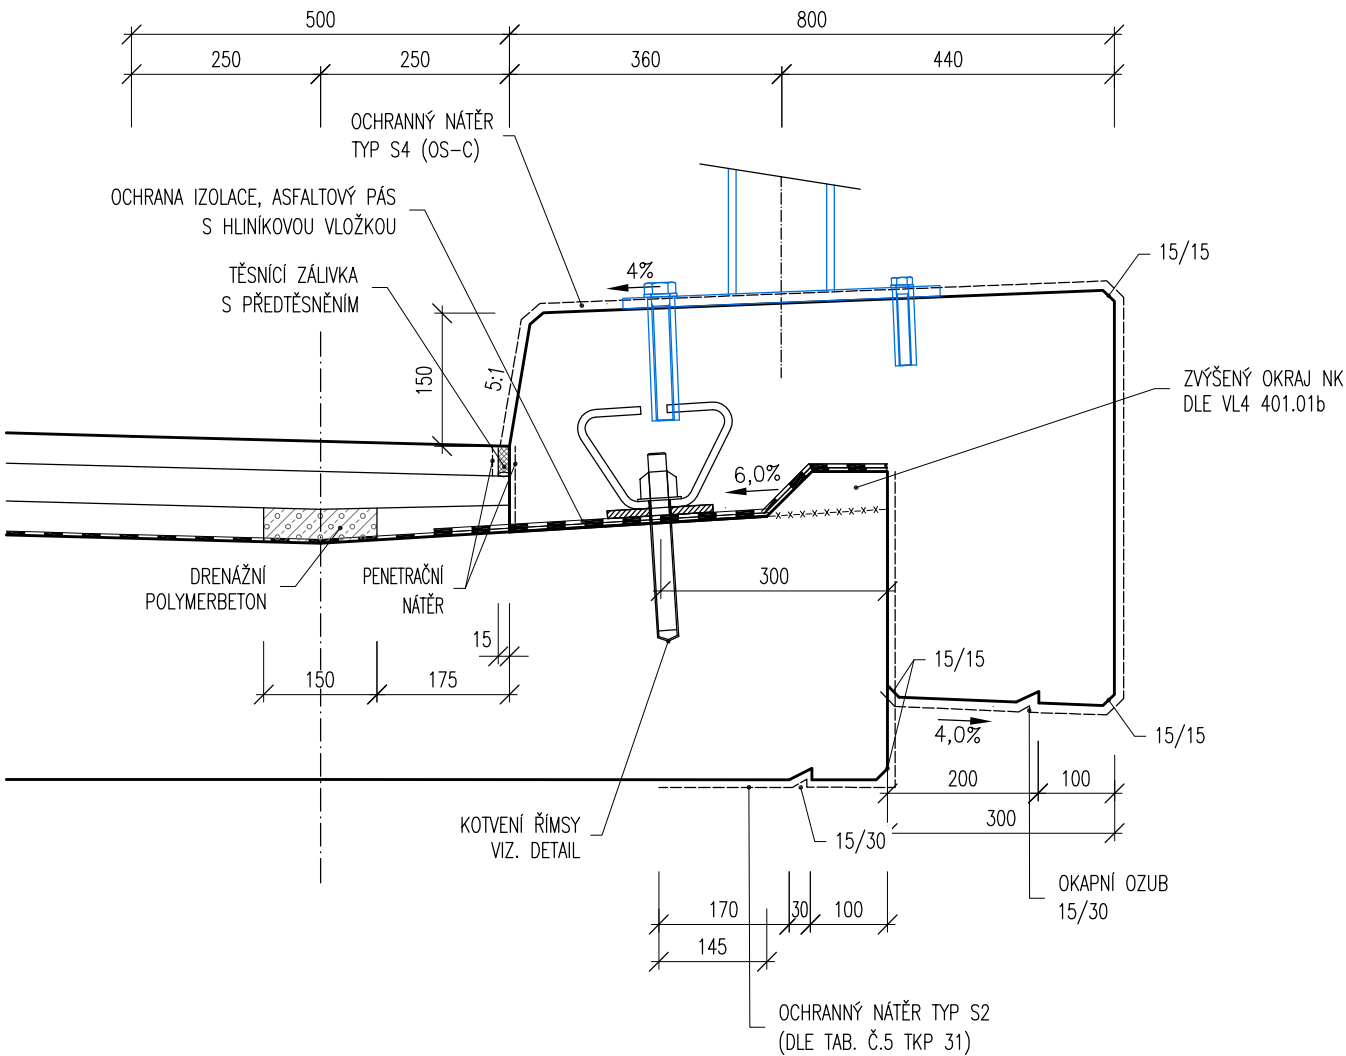 500
800
250
250
360
440
OCHRANNÝ NÁTĚR
TYP S4 (OS–C)
OCHRANA IZOLACE, ASFALTOVÝ PÁS
S HLINÍKOVOU VLOŽKOU
TĚSNÍCÍ ZÁLIVKA
S PŘEDTĚSNĚNÍM
4%
15/15
150
5:1
ZVÝŠENÝ OKRAJ NK
DLE VL4 401.01b
6,0%
DRENÁŽNÍ
POLYMERBETON
PENETRAČNÍ
NÁTĚR
300
15
150
175
15/15
4,0%
15/15
200
100
300
KOTVENÍ ŘÍMSY
VIZ. DETAIL
15/30
OKAPNÍ OZUB
15/30
170
30
100
145
OCHRANNÝ NÁTĚR TYP S2
(DLE TAB. Č.5 TKP 31)